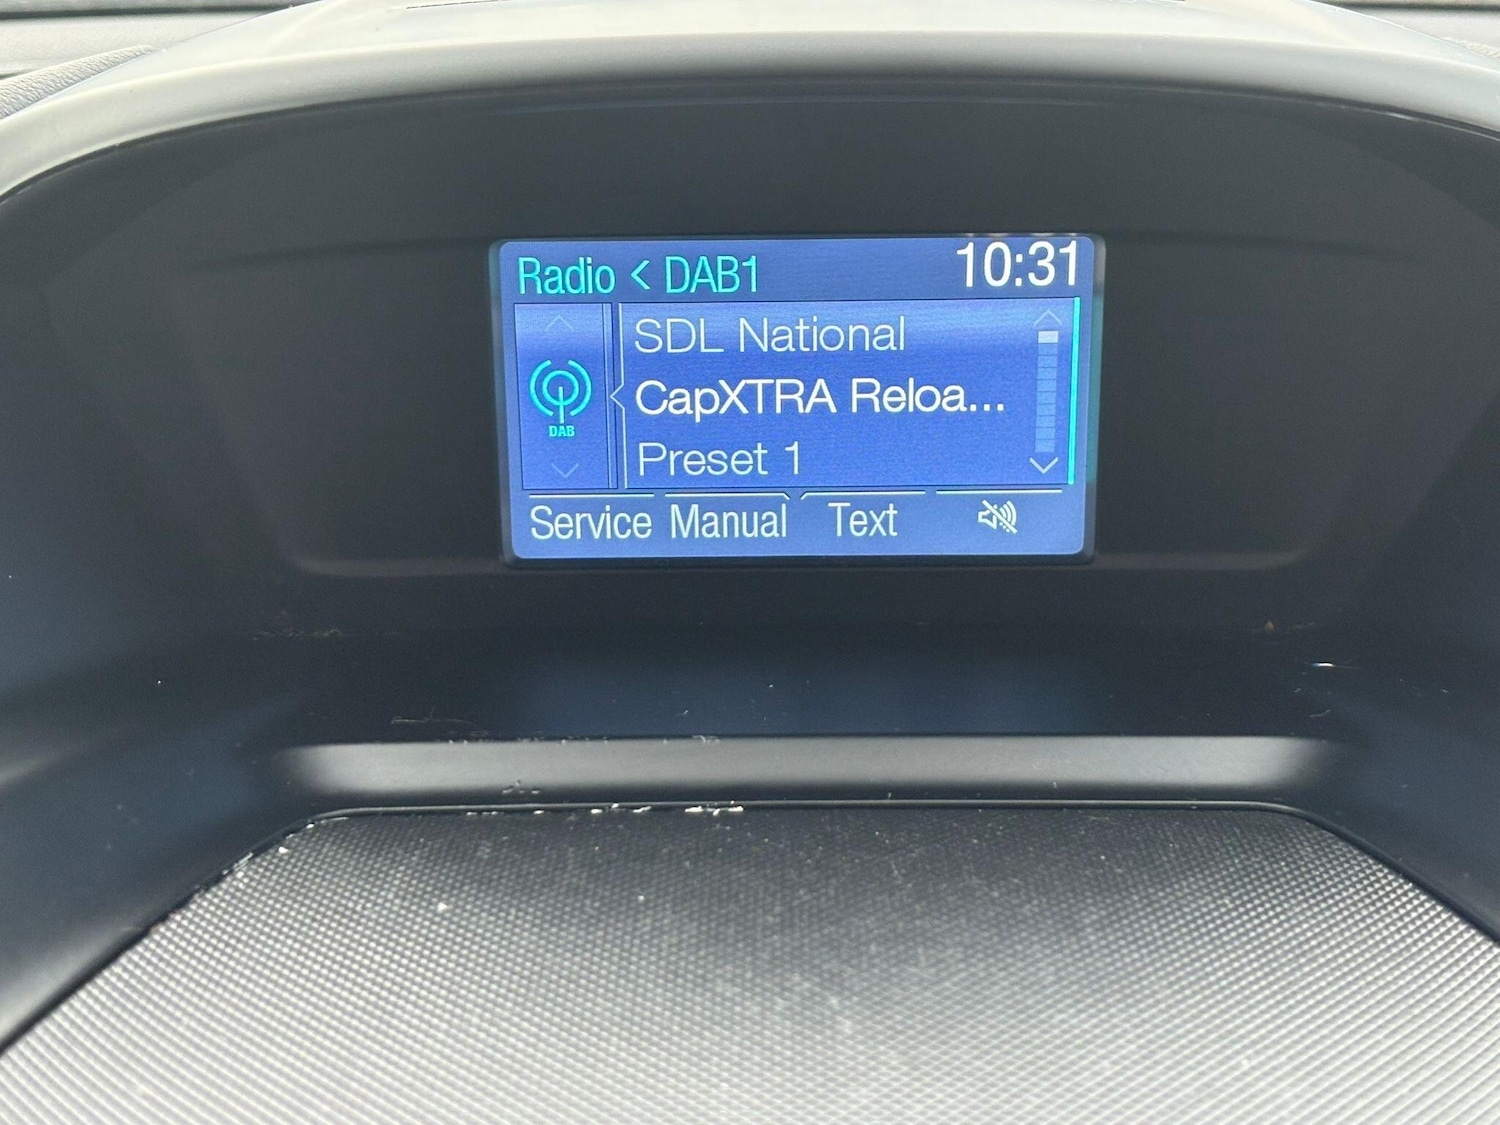 Radio < DAB1 10:31
SDL National
CapXTRA Reloa...
DAB
Preset 1
Service Manual Text